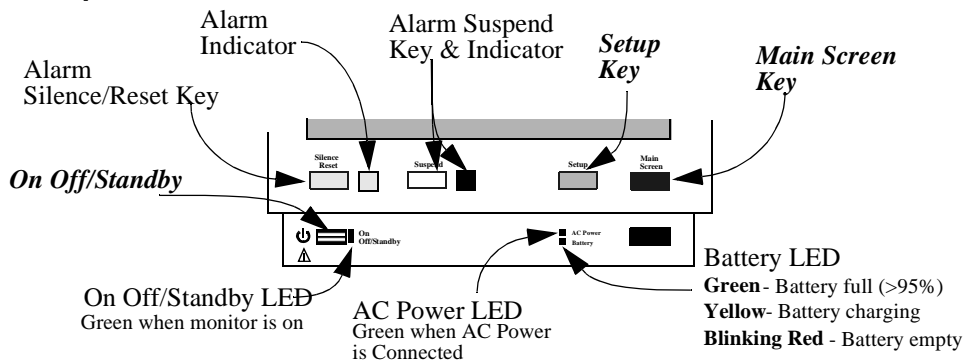 Alarm
Indicator
Alarm Suspend
Key & Indicator
Setup
Key
Main Screen
Key
Alarm
Silence/Reset Key
Silence
Reset
Suspend
Setup
Main
Screen
On Off/Standby
On
Off/Standby
AC Power
Battery
On Off/Standby LED
Green when monitor is on
AC Power LED
Green when AC Power
is Connected
Battery LED
Green - Battery full (>95%)
Yellow- Battery charging
Blinking Red - Battery empty